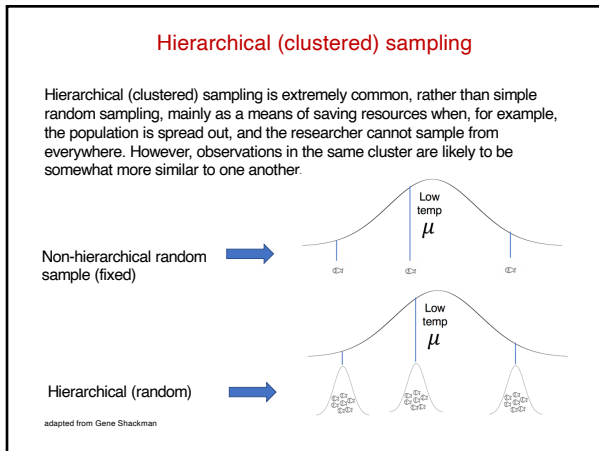 Hierarchical (clustered) sampling
Hierarchical (clustered) sampling is extremely common, rather than simple
random sampling, mainly as a means of saving resources when, for example,
the population is spread out, and the researcher cannot sample from
everywhere. However, observations in the same cluster are likely to be
somewhat more similar to one another.
Low
temp
μ
Non-hierarchical random
sample (fixed)
Low
temp
μ
Hierarchical (random)
adapted from Gene Shackman